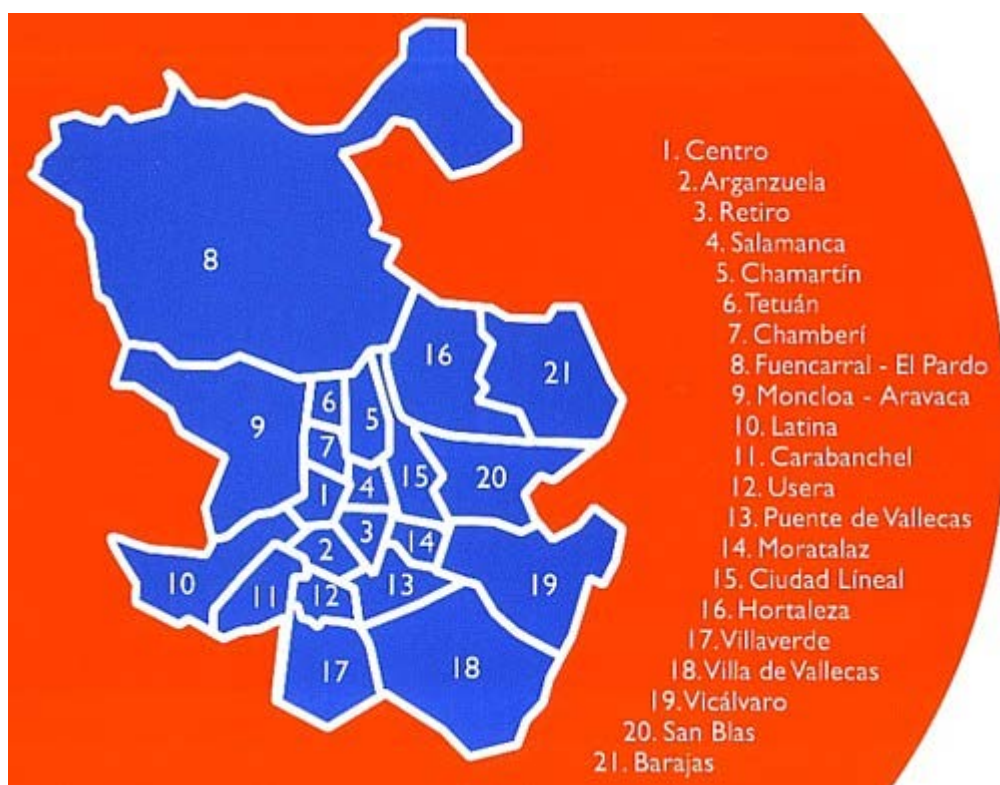 1. Centro
2. Arganzuela
3. Retiro
4. Salamanca
5. Chamartín
6. Tetuán
7. Chamberí
8. Fuencarral - El Pardo
9. Moncloa - Aravaca
10. Latina
11. Carabanchel
12. Usera
13. Puente de Vallecas
14. Moratalaz
15. Ciudad Líneal
16. Hortaleza
17. Villaverde
18. Villa de Vallecas
19. Vicálvaro
20. San Blas
21. Barajas
8
16
21
6
5
9
7
15
20
4
1
3
2
14
10
11
12
13
19
17
18